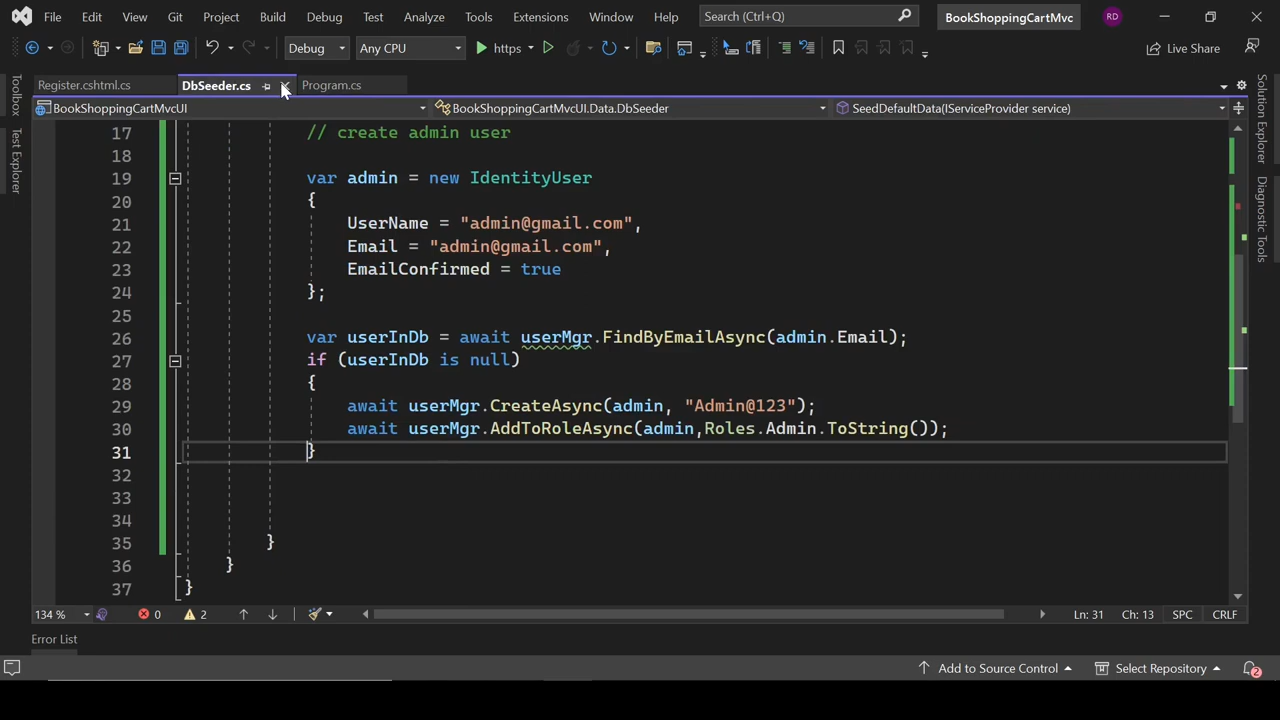 File Edit View Git Project Build Debug Test Analyze Tools Extensions Window Help Search (Ctrl+Q) BookShoppingCartMvc RD
Debug Any CPU https Live Share
Register.cshtml.cs DbSeeder.cs Program.cs
BookShoppingCartMvcUI BookShoppingCartMvcUI.Data.DbSeeder SeedDefaultData(IServiceProvider service)
Toolbox
Test Explorer
Solution Explorer
Diagnostic Tools
17 // create admin user
18
19 var admin = new IdentityUser
20 {
21 UserName = "admin@gmail.com",
22 Email = "admin@gmail.com",
23 EmailConfirmed = true
24 };
25
26 var userInDb = await userMgr.FindByEmailAsync(admin.Email);
27 if (userInDb is null)
28 {
29 await userMgr.CreateAsync(admin, "Admin@123");
30 await userMgr.AddToRoleAsync(admin,Roles.Admin.ToString());
31 }
32
33
34
35 }
36 }
37 }
134 % 0 2 Ln: 31 Ch: 13 SPC CRLF
Error List
Add to Source Control Select Repository 2